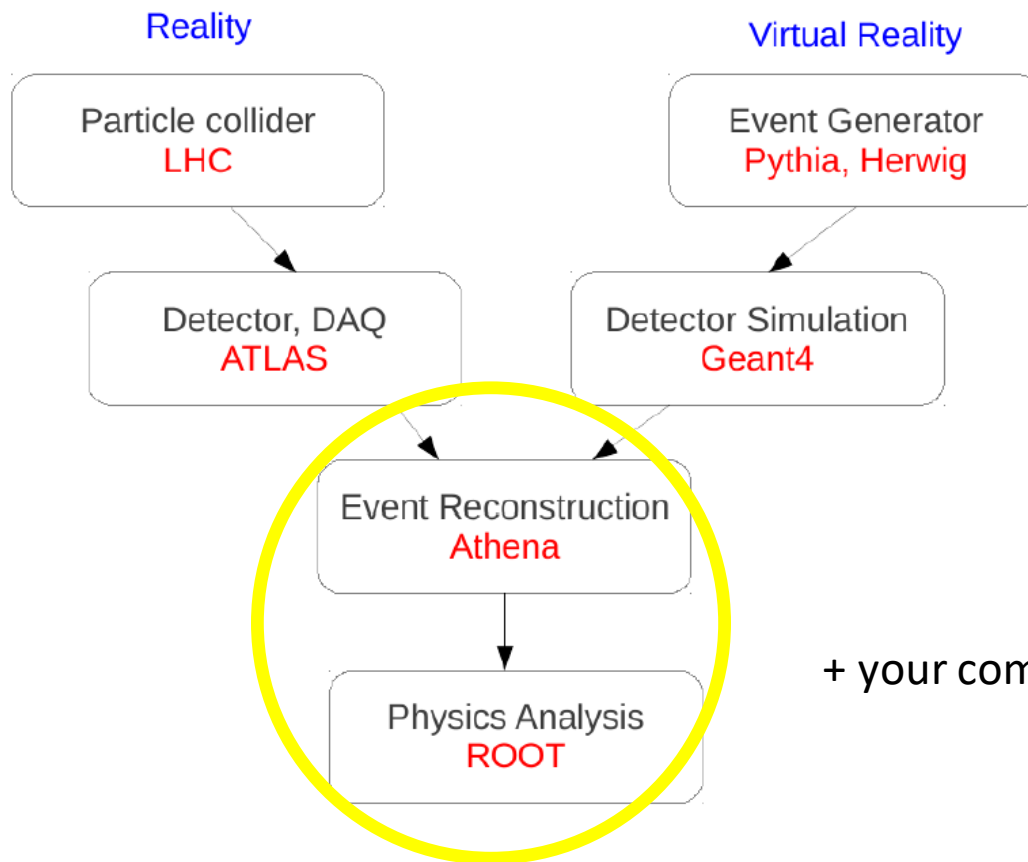 Reality
Virtual Reality
Particle collider
LHC
Event Generator
Pythia, Herwig
Detector, DAQ
ATLAS
Detector Simulation
Geant4
Event Reconstruction
Athena
+ your com
Physics Analysis
ROOT